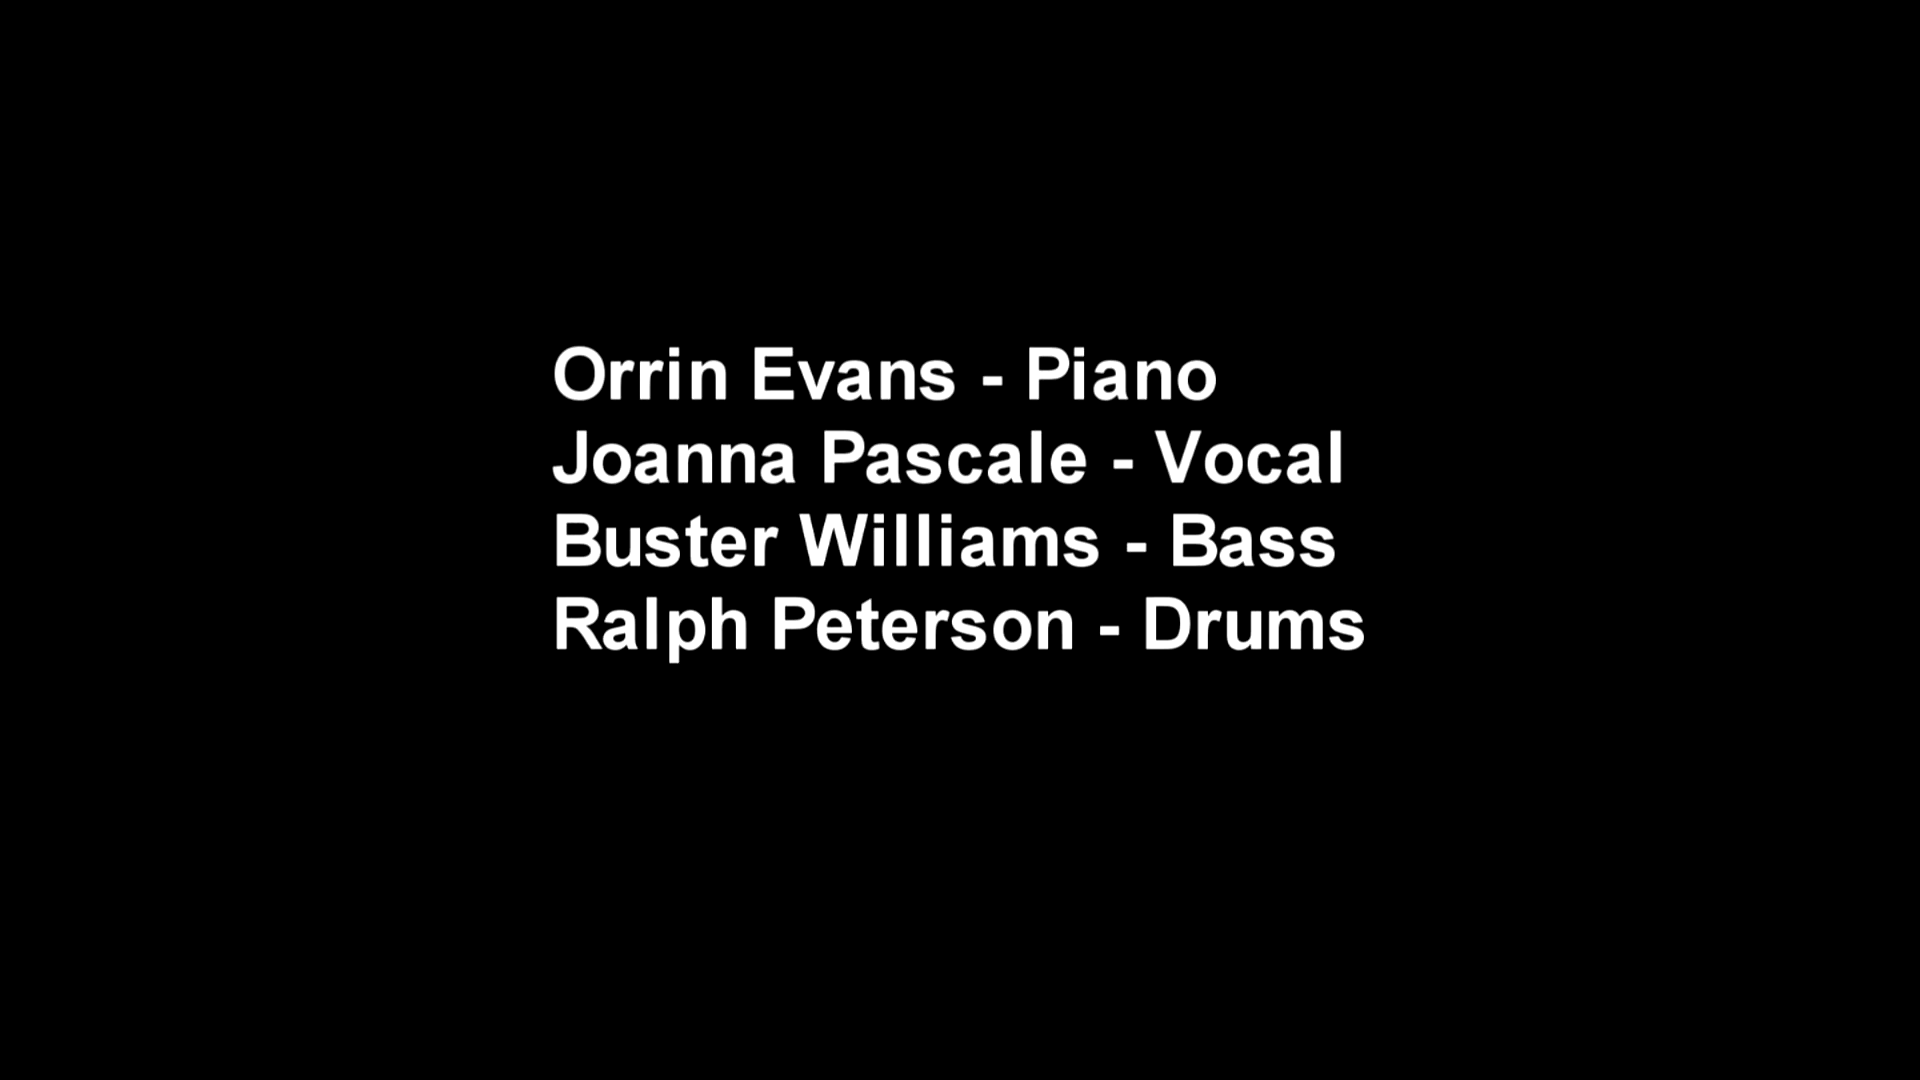 Orrin Evans - Piano
Joanna Pascale - Vocal
Buster Williams - Bass
Ralph Peterson - Drums